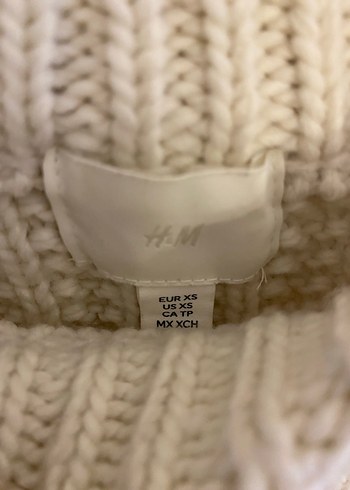 H&M
EUR XS
US XS
CA TP
MX XCH